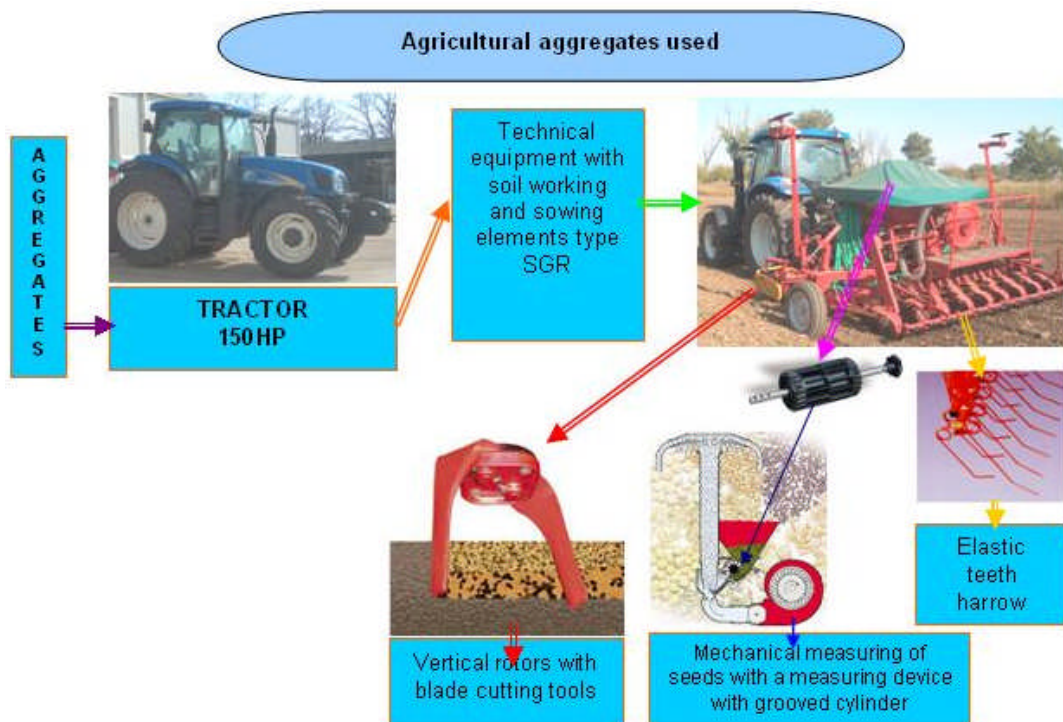 Agricultural aggregates used
AGGREGATES
TRACTOR
150HP
Technical
equipment with
soil working
and sowing
elements type
SGR
Elastic
teeth
harrow
Vertical rotors with
blade cutting tools
Mechanical measuring of
seeds with a measuring device
with grooved cylinder